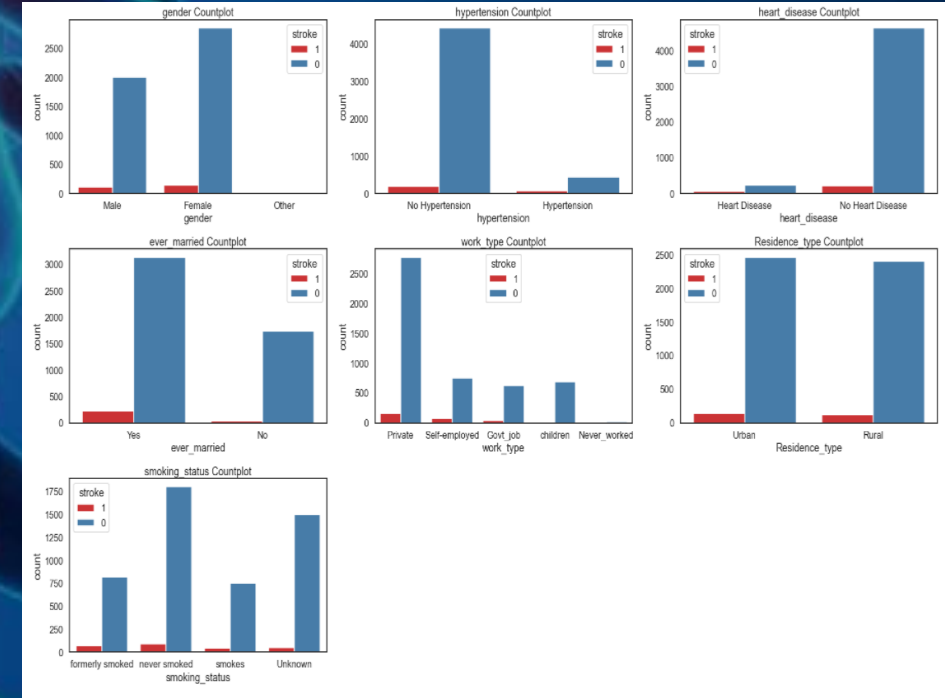 gender Countplot
count
2500
2000
1500
1000
500
0
stroke
1
0
Male Female Other
gender
hypertension Countplot
count
4000
3000
2000
1000
0
stroke
1
0
No Hypertension Hypertension
hypertension
heart_disease Countplot
count
4000
3000
2000
1000
0
stroke
1
0
Heart Disease No Heart Disease
heart_disease
ever_married Countplot
count
3000
2500
2000
1500
1000
500
0
stroke
1
0
Yes No
ever_married
work_type Countplot
count
2500
2000
1500
1000
500
0
stroke
1
0
Private Self-employed Govt_job children Never_worked
work_type
Residence_type Countplot
count
2500
2000
1500
1000
500
0
stroke
1
0
Urban Rural
Residence_type
smoking_status Countplot
count
1750
1500
1250
1000
750
500
250
0
stroke
1
0
formerly smoked never smoked smokes Unknown
smoking_status